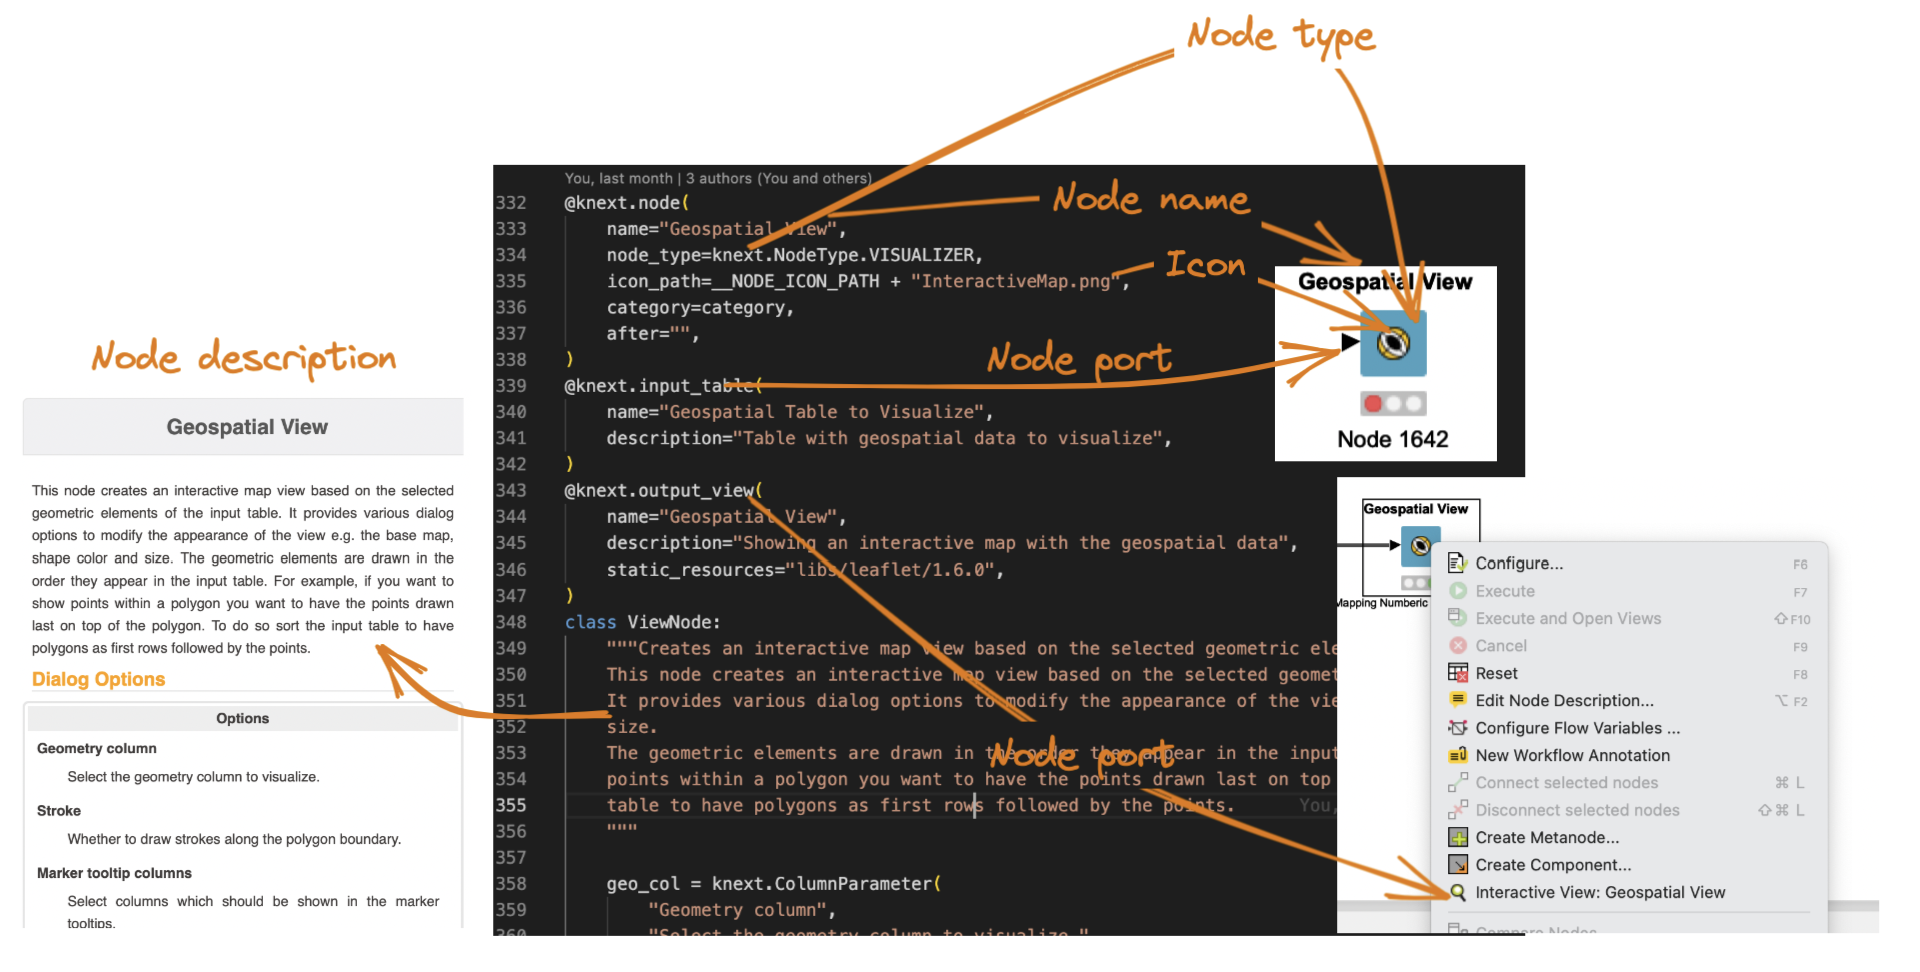 Node type
Node name
Icon
Node port
Node description
Geospatial View
This node creates an interactive map view based on the selected
geometric elements of the input table. It provides various dialog
options to modify the appearance of the view e.g. the base map,
shape color and size. The geometric elements are drawn in the
order they appear in the input table. For example, if you want to
show points within a polygon you want to have the points drawn
last on top of the polygon. To do so sort the input table to have
polygons as first rows followed by the points.
Dialog Options
Options
Geometry column
Select the geometry column to visualize.
Stroke
Whether to draw strokes along the polygon boundary.
Marker tooltip columns
Select columns which should be shown in the marker
tooltips.
You, last month | 3 authors (You and others)
332 @knext.node(
333 name="Geospatial View",
334 node_type=knext.NodeType.VISUALIZER,
335 icon_path=__NODE_ICON_PATH + "InteractiveMap.png",
336 category=category,
337 after="",
338 )
339 @knext.input_table(
340 name="Geospatial Table to Visualize",
341 description="Table with geospatial data to visualize",
342 )
343 @knext.output_view(
344 name="Geospatial View",
345 description="Showing an interactive map with the geospatial data",
346 static_resources="libs/leaflet/1.6.0",
347 )
348 class ViewNode:
349 """Creates an interactive map view based on the selected geometric ele
350 This node creates an interactive map view based on the selected geomet
351 It provides various dialog options to modify the appearance of the vie
352 size.
353 The geometric elements are drawn in the order they appear in the input
354 points within a polygon you want to have the points drawn last on top
355 table to have polygons as first rows followed by the points. You,
356 """
357
358 geo_col = knext.ColumnParameter(
359 "Geometry column",
360 "Select the geometry column to visualize."
Node port
Geospatial View
Node 1642
Geospatial View
Mapping Numeric
Configure... F6
Execute F7
Execute and Open Views ⇧F10
Cancel F9
Reset F8
Edit Node Description... ⌥ F2
Configure Flow Variables ...
New Workflow Annotation
Connect selected nodes ⌘ L
Disconnect selected nodes ⇧⌘ L
Create Metanode...
Create Component...
Interactive View: Geospatial View
Compare Nodes